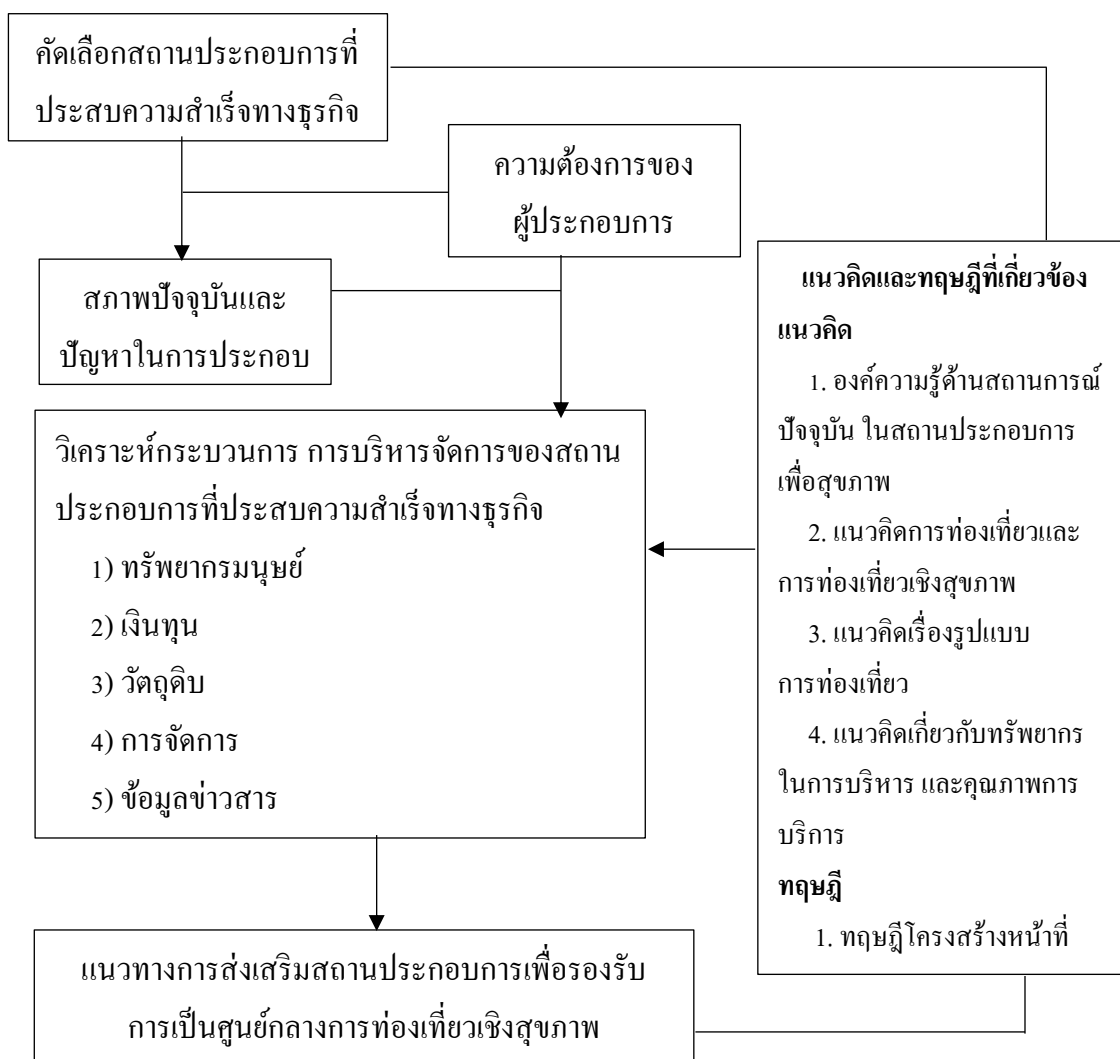 คัดเลือกสถานประกอบการที่
ประสบความสำเร็จทางธุรกิจ
ความต้องการของ
ผู้ประกอบการ
สภาพปัจจุบันและ
ปัญหาในการประกอบ
วิเคราะห์กระบวนการ การบริหารจัดการของสถาน
ประกอบการที่ประสบความสำเร็จทางธุรกิจ
1) ทรัพยากรมนุษย์
2) เงินทุน
3) วัตถุดิบ
4) การจัดการ
5) ข้อมูลข่าวสาร
แนวทางการส่งเสริมสถานประกอบการเพื่อรองรับ
การเป็นศูนย์กลางการท่องเที่ยวเชิงสุขภาพ
แนวคิดและทฤษฎีที่เกี่ยวข้อง
แนวคิด
1. องค์ความรู้ด้านสถานการณ์
ปัจจุบัน ในสถานประกอบการ
เพื่อสุขภาพ
2. แนวคิดการท่องเที่ยวและ
การท่องเที่ยวเชิงสุขภาพ
3. แนวคิดเรื่องรูปแบบ
การท่องเที่ยว
4. แนวคิดเกี่ยวกับทรัพยากร
ในการบริหาร และคุณภาพการ
บริการ
ทฤษฎี
1. ทฤษฎีโครงสร้างหน้าที่